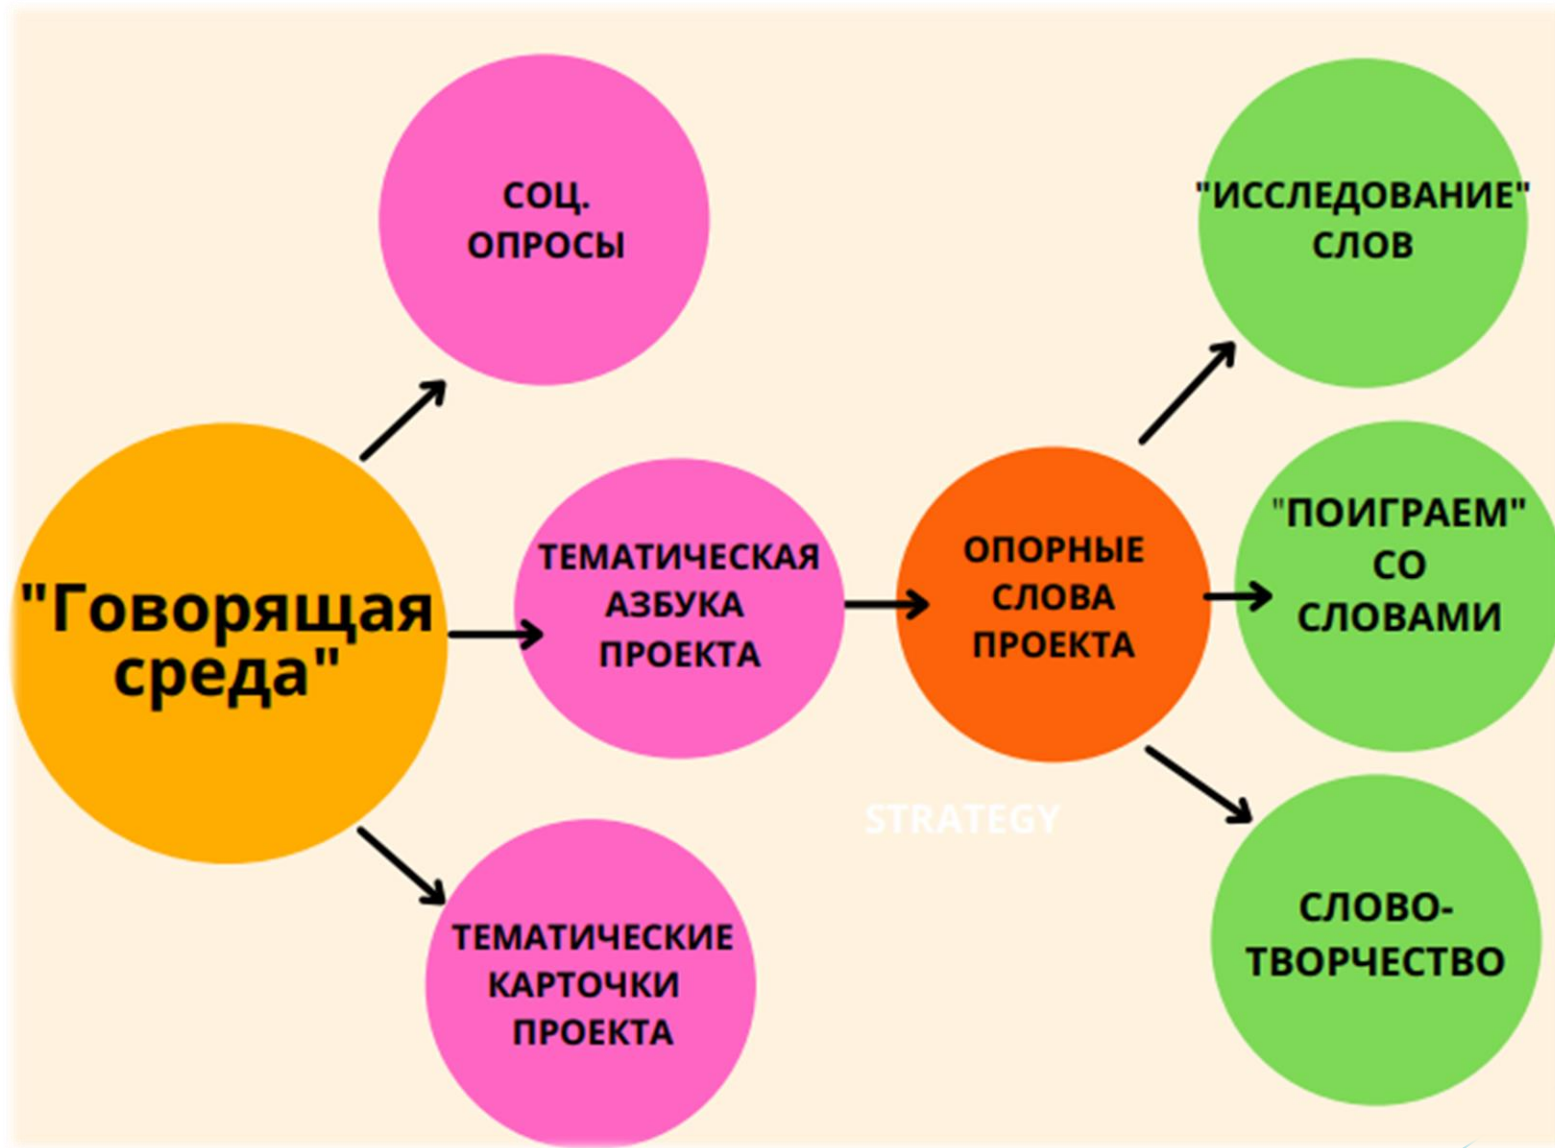 СОЦ.
ОПРОСЫ
"ИССЛЕДОВАНИЕ"
СЛОВ
"Говорящая
среда"
ТЕМАТИЧЕСКАЯ
АЗБУКА
ПРОЕКТА
ОПОРНЫЕ
СЛОВА
ПРОЕКТА
"ПОИГРАЕМ"
СО
СЛОВАМИ
STRATEGY
ТЕМАТИЧЕСКИЕ
КАРТОЧКИ
ПРОЕКТА
СЛОВО-
ТВОРЧЕСТВО